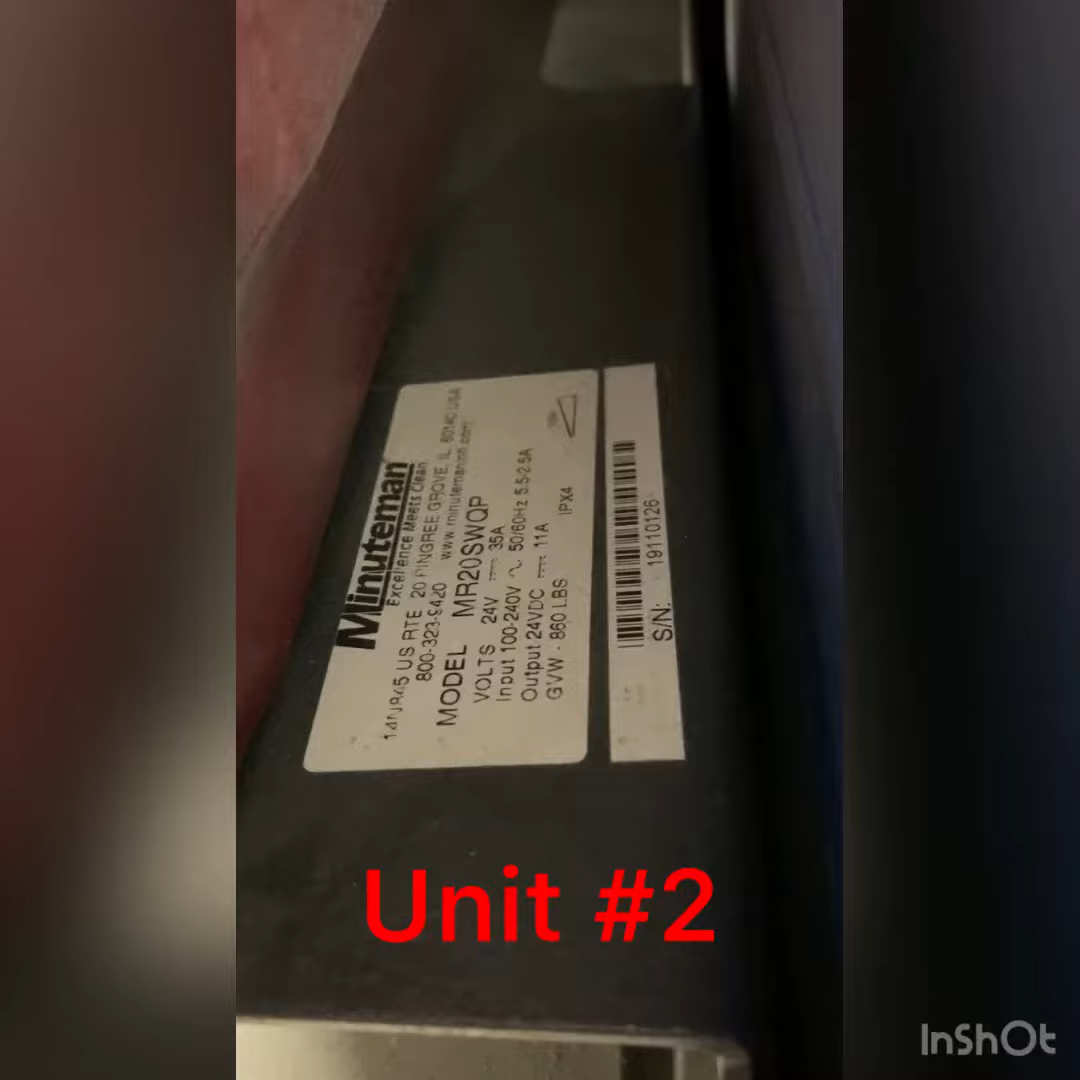 Minuteman
Excellence Meets Clean
US RTE 20 PINGREE GROVE, IL. 60140 USA
800-323-9420 www.minutemanintl.com
MODEL MR20SWQP
VOLTS 24V 35A
Input 100-240V ~ 50/60Hz 5.5-2.5A
Output 24VDC 11A
GVW - 860 LBS IPX4
S/N: 19110126
Unit #2
InShOt